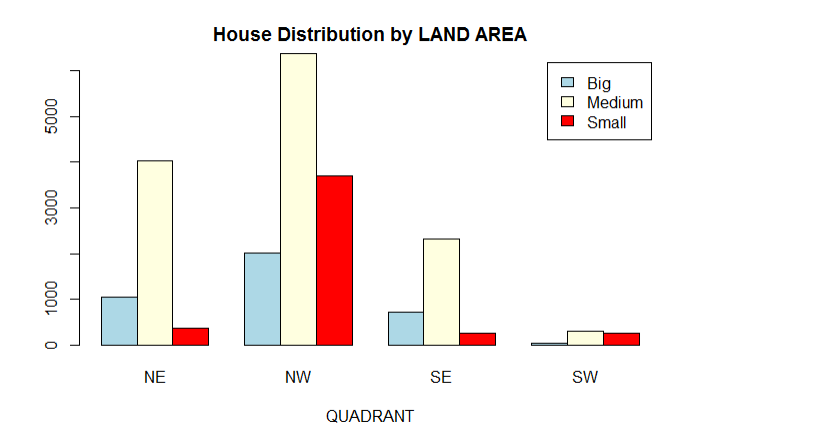 House Distribution by LAND AREA
Big
Medium
Small
5000
3000
1000
0
NE NW SE SW
QUADRANT